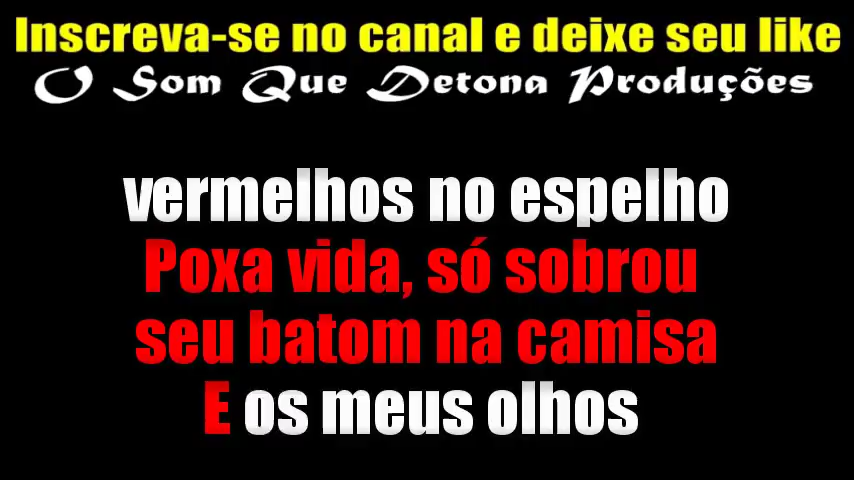 Inscreva-se no canal e deixe seu like
O Som Que Detona Produções
vermelhos no espelho
Poxa vida, só sobrou
seu batom na camisa
E os meus olhos